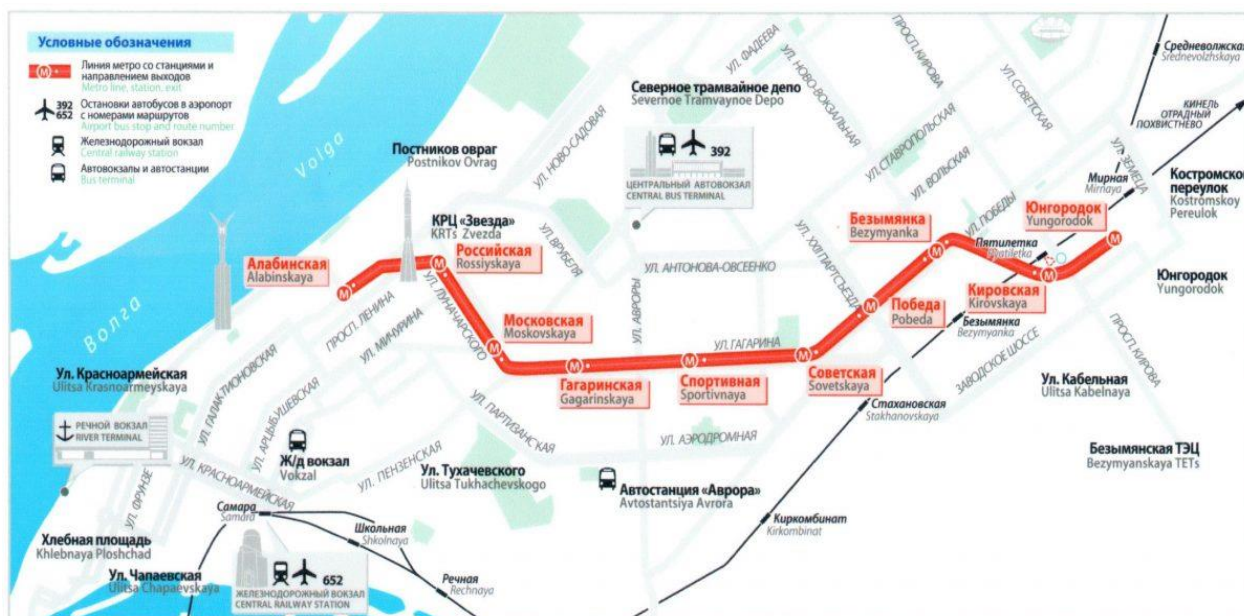 Условные обозначения
Линия метро со станциями и
направлением выходов
Metro line, station, exit
392
652
Остановки автобусов в аэропорт
с номерами маршрутов
Airport bus stop and route number
Железнодорожный вокзал
Central railway station
Автовокзалы и автостанции
Bus terminal
Volga
Волга
Постников овраг
Postnikov Ovrag
КРЦ «Звезда»
KRTs Zvezda
Северное трамвайное депо
Severnoe Tramvaynoe Depo
392
ЦЕНТРАЛЬНЫЙ АВТОВОКЗАЛ
CENTRAL BUS TERMINAL
УЛ. ФАДЕЕВА
УЛ. НОВО-ВОКЗАЛЬНАЯ
ПРОСП. КИРОВА
УЛ. СОВЕТСКАЯ
УЛ. НОВО-САДОВАЯ
УЛ. СТАВРОПОЛЬСКАЯ
УЛ. ВОЛЬСКАЯ
УЛ. ПОБЕДЫ
УЛ. ЗЕМЕЦА
Средневолжская
Srednevolzhskaya
КИНЕЛЬ
ОТРАДНЫЙ
ПОХВИСТНЕВО
Мирная
Mirnaya
Костромской
переулок
Kostromskoy
Pereulok
Юнгородок
Yungorodok
Алабинская
Alabinskaya
Российская
Rossiyskaya
Московская
Moskovskaya
Гагаринская
Gagarinskaya
Спортивная
Sportivnaya
Советская
Sovetskaya
Победа
Pobeda
Безымянка
Bezymyanka
Кировская
Kirovskaya
Юнгородок
Yungorodok
Пятилетка
Pyatiletka
Безымянка
Bezymyanka
УЛ. ВРУБЕЛЯ
УЛ. АНТОНОВА-ОВСЕЕНКО
УЛ. XXII ПАРТСЪЕЗДА
УЛ. АВРОРЫ
УЛ. ГАГАРИНА
ПРОСП. ЛЕНИНА
УЛ. МИЧУРИНА
УЛ. ЛУНАЧАРСКОГО
УЛ. ГАЛАКТИОНОВСКАЯ
УЛ. АРЦЫБУШЕВСКАЯ
УЛ. КРАСНОАРМЕЙСКАЯ
УЛ. ПЕНЗЕНСКАЯ
УЛ. ПАРТИЗАНСКАЯ
УЛ. АЭРОДРОМНАЯ
ЗАВОДСКОЕ ШОССЕ
ПРОСП. КИРОВА
УЛ. ФРУНЗЕ
Ул. Красноармейская
Ulitsa Krasnoarmeyskaya
РЕЧНОЙ ВОКЗАЛ
RIVER TERMINAL
Ж/д вокзал
Vokzal
Ул. Тухачевского
Ulitsa Tukhachevskogo
Автостанция «Аврора»
Avtostantsiya Avrora
Стахановская
Stakhanovskaya
Ул. Кабельная
Ulitsa Kabelnaya
Безымянская ТЭЦ
Bezymyanskaya TETs
Киркомбинат
Kirkombinat
Самара
Samara
Школьная
Shkolnaya
Речная
Rechnaya
Хлебная площадь
Khlebnaya Ploshchad
Ул. Чапаевская
Ulitsa Chapaevskaya
652
ЖЕЛЕЗНОДОРОЖНЫЙ ВОКЗАЛ
CENTRAL RAILWAY STATION